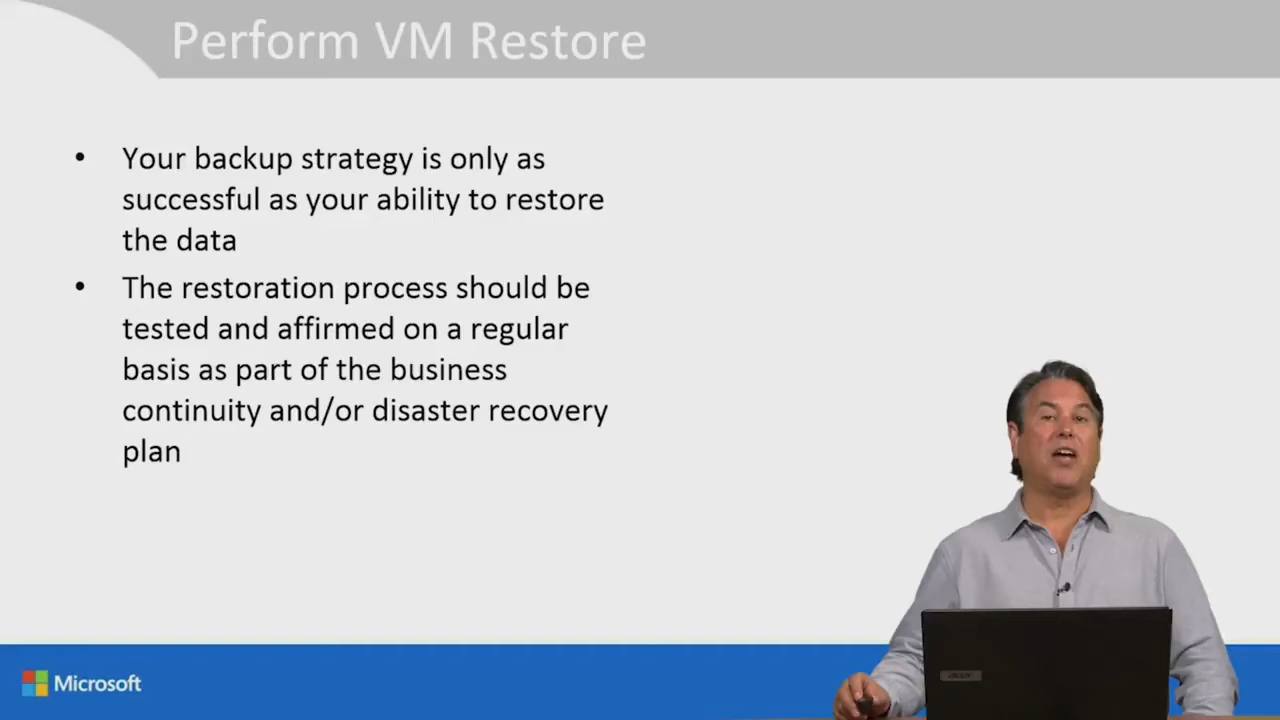 Perform VM Restore
• Your backup strategy is only as
successful as your ability to restore
the data
• The restoration process should be
tested and affirmed on a regular
basis as part of the business
continuity and/or disaster recovery
plan
acer
Microsoft